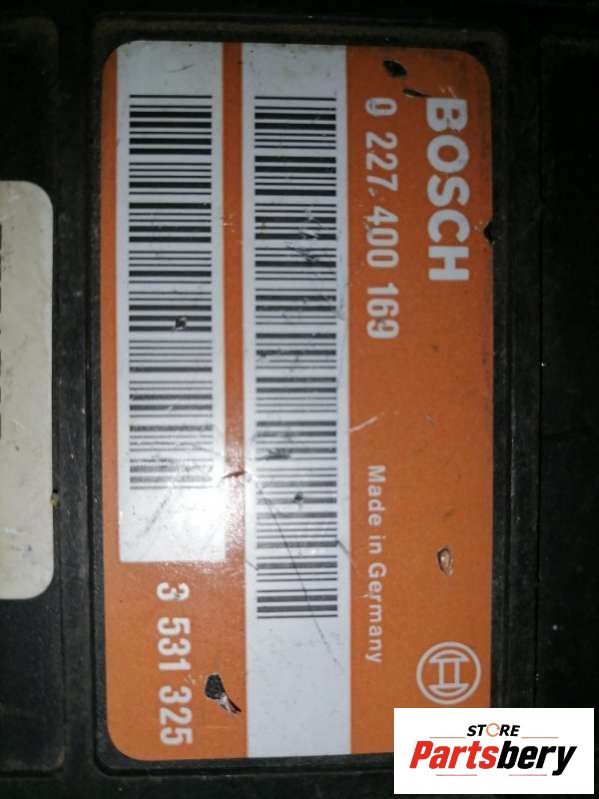 BOSCH
0 227 400 169
Made in Germany
3 531 325
STORE
Partsbery